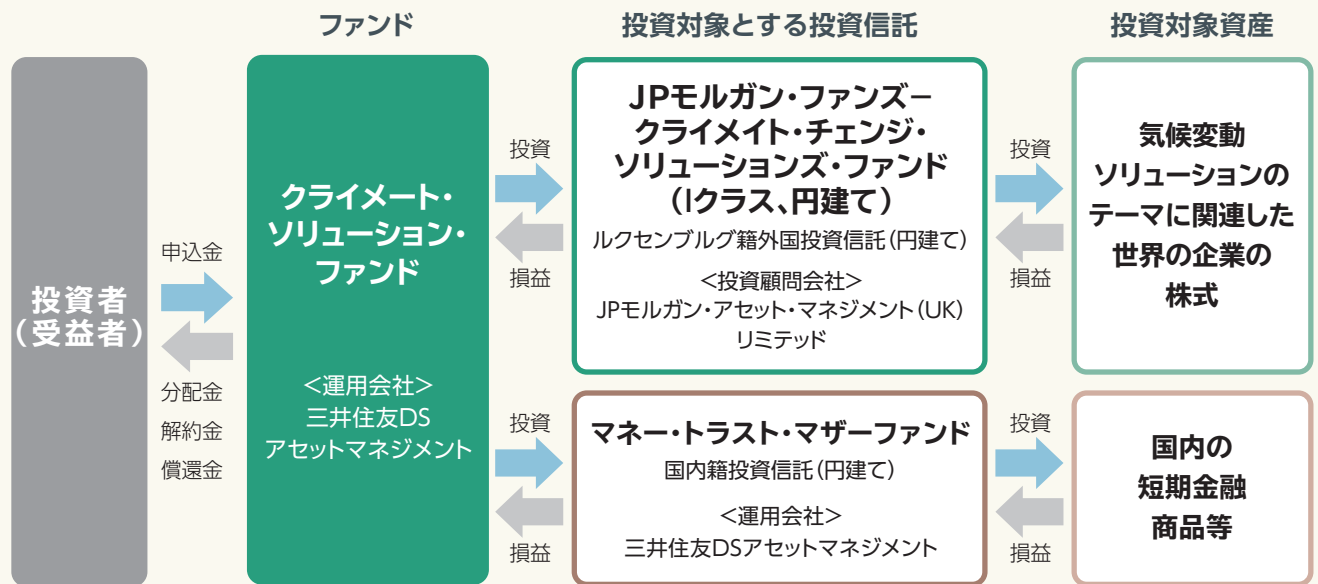 ファンド
投資対象とする投資信託
投資対象資産
投資者
（受益者）
申込金
分配金
解約金
償還金
クライメート・
ソリューション・
ファンド
＜運用会社＞
三井住友DS
アセットマネジメント
投資
損益
JPモルガン・ファンズー
クライメイト・チェンジ・
ソリューションズ・ファンド
（Iクラス、円建て）
ルクセンブルグ籍外国投資信託（円建て）
＜投資顧問会社＞
JPモルガン・アセット・マネジメント（UK）
リミテッド
投資
損益
気候変動
ソリューションの
テーマに関連した
世界の企業の
株式
投資
損益
マネー・トラスト・マザーファンド
国内籍投資信託（円建て）
＜運用会社＞
三井住友DSアセットマネジメント
投資
損益
国内の
短期金融
商品等